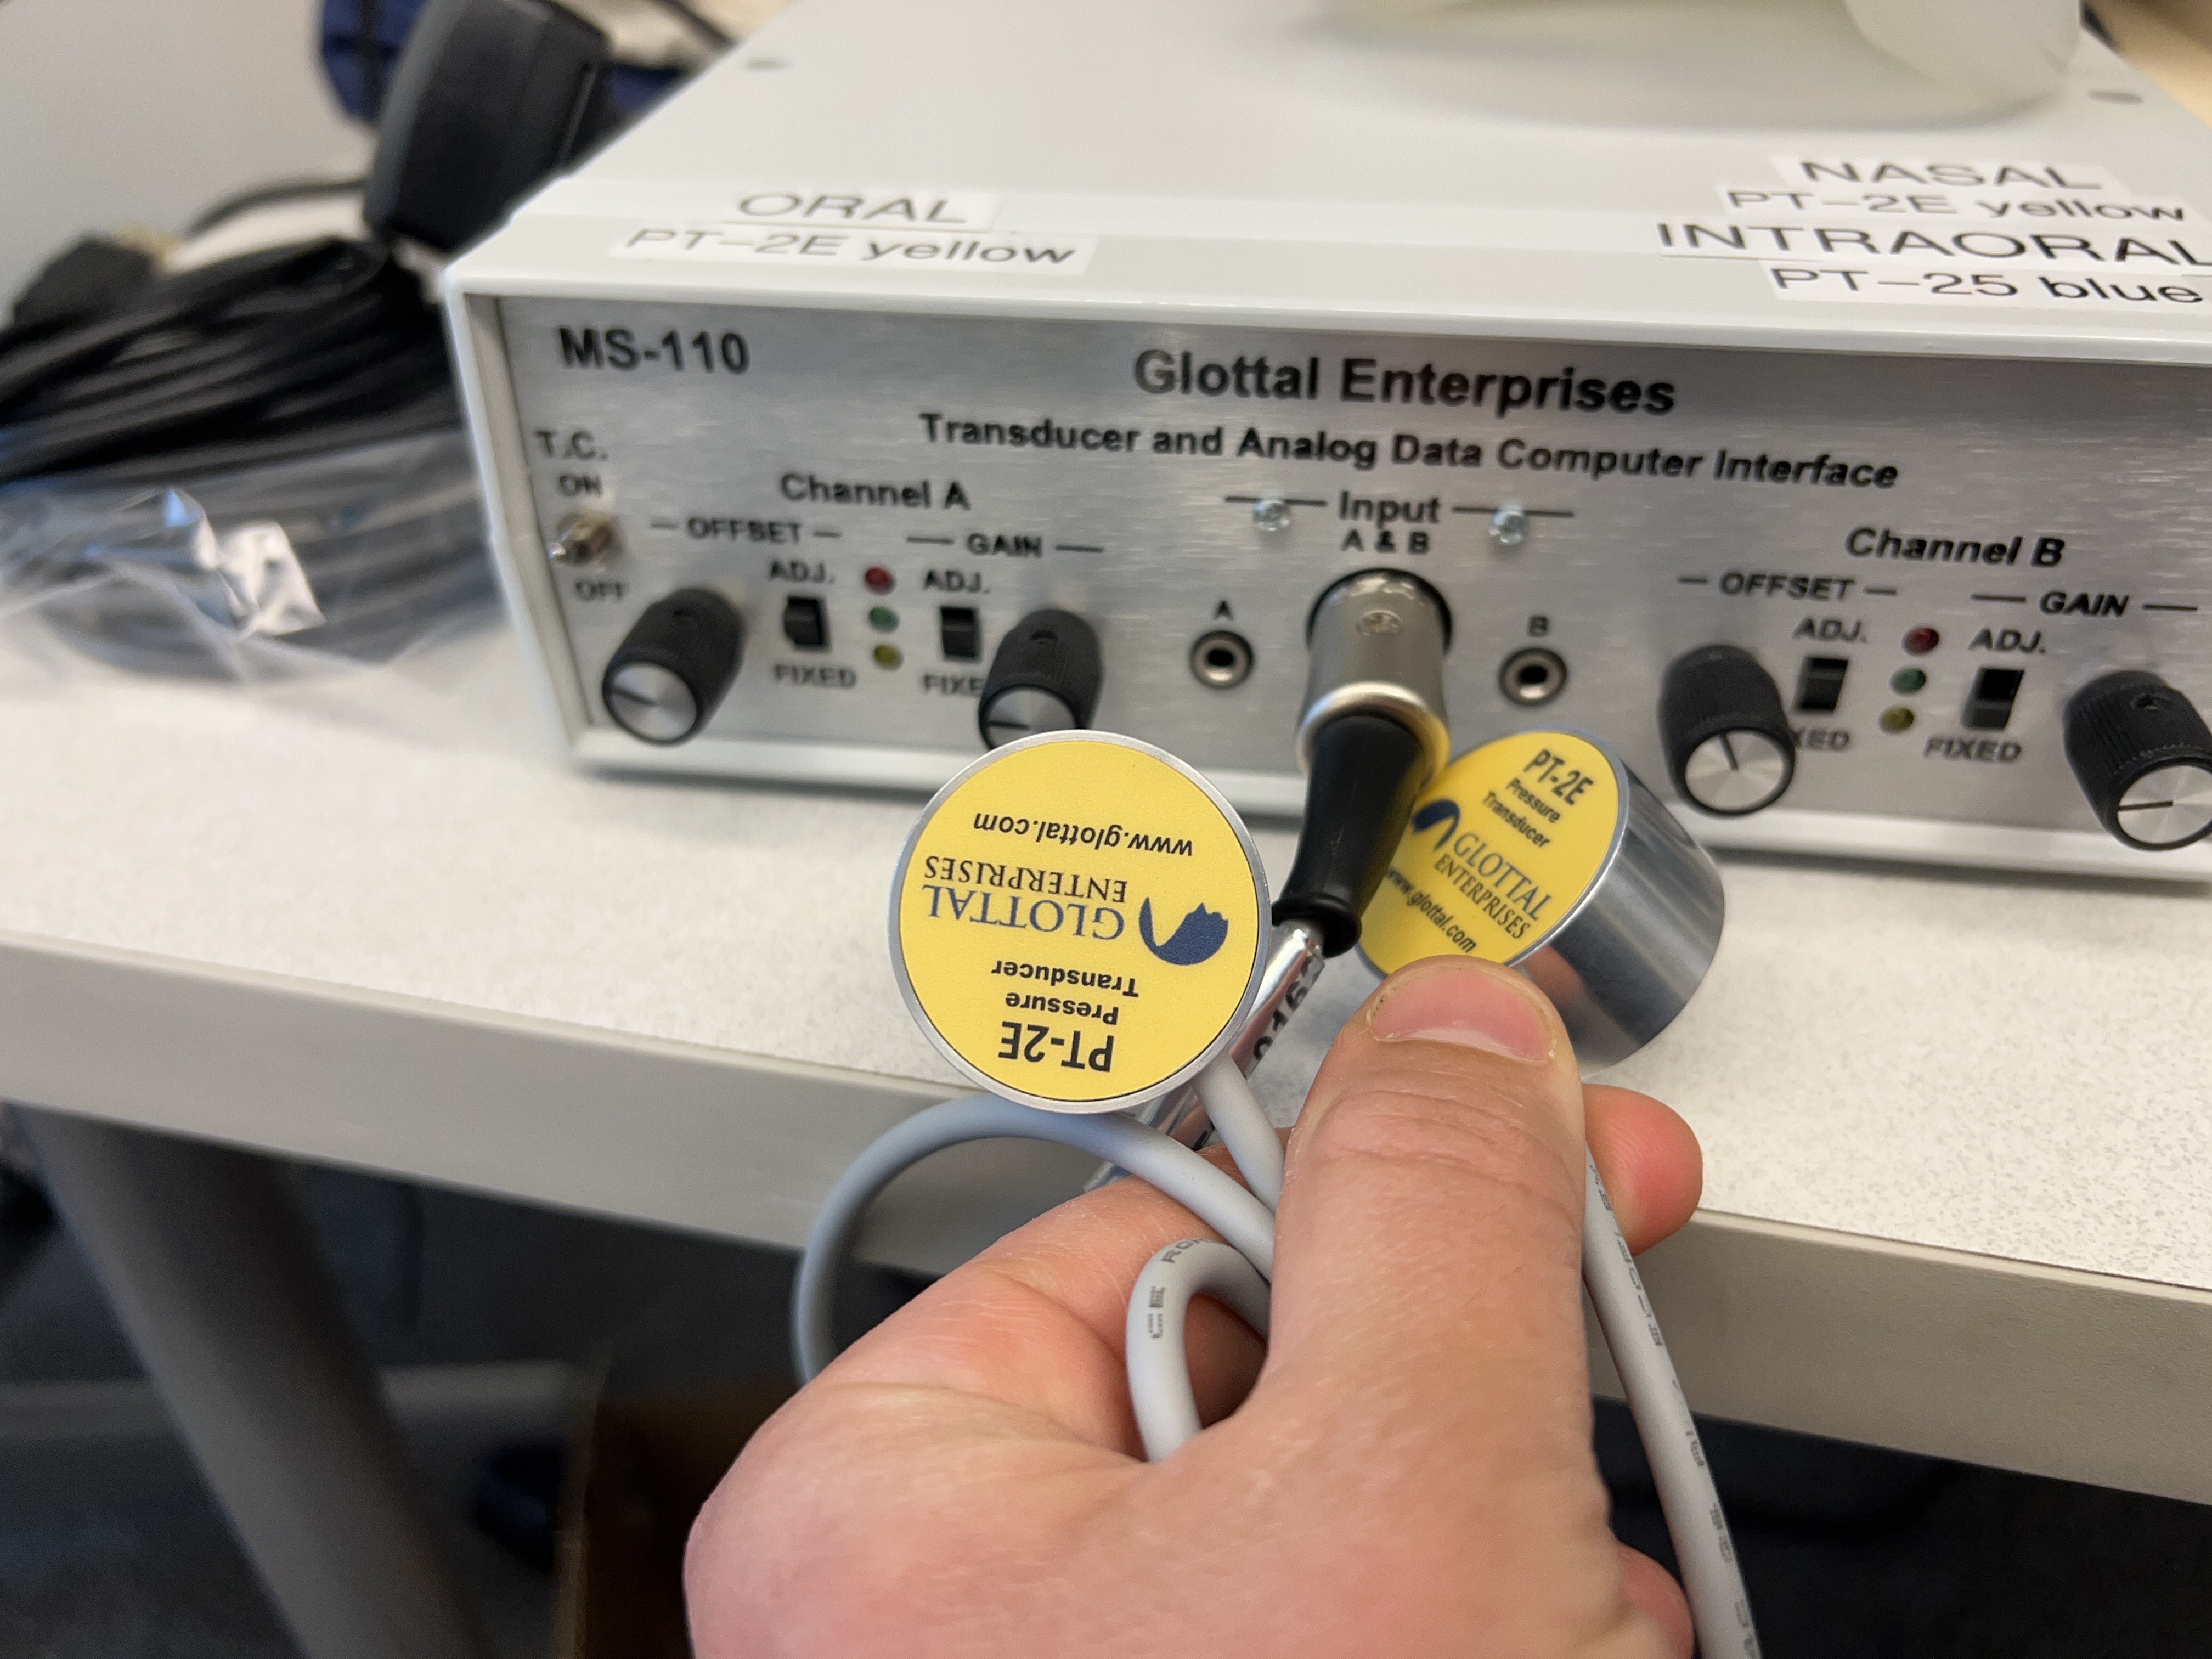 ORAL
PT-2E yellow
NASAL
PT-2E yellow
INTRAORAL
PT-25 blue
MS-110
Glottal Enterprises
Transducer and Analog Data Computer Interface
T.C.
ON
OFF
Channel A
OFFSET
GAIN
ADJ.
ADJ.
FIXED
FIXE
Input
A & B
A
B
Channel B
OFFSET
GAIN
ADJ.
ADJ.
XED
FIXED
PT-2E
Pressure
Transducer
GLOTTAL
ENTERPRISES
www.glottal.com
PT-2E
Pressure
Transducer
GLOTTAL
ENTERPRISES
www.glottal.com